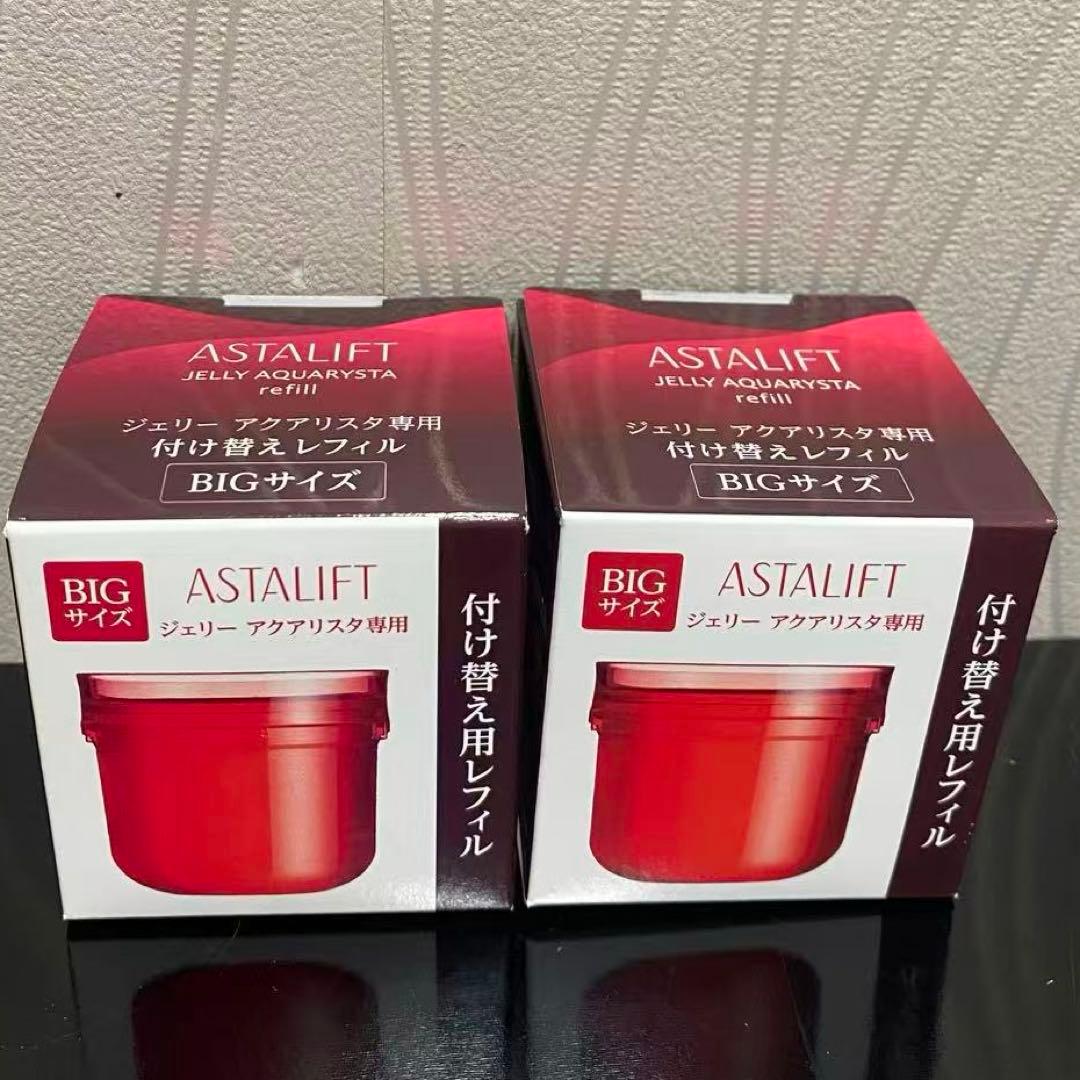 ASTALIFT
JELLY AQUARYSTA
refill
ジェリー アクアリスタ専用
付け替えレフィル
BIGサイズ
BIG
サイズ
ASTALIFT
ジェリー アクアリスタ専用
付け替え用レフィル
ASTALIFT
JELLY AQUARYSTA
refill
ジェリー アクアリスタ専用
付け替えレフィル
BIGサイズ
BIG
サイズ
ASTALIFT
ジェリー アクアリスタ専用
付け替え用レフィル